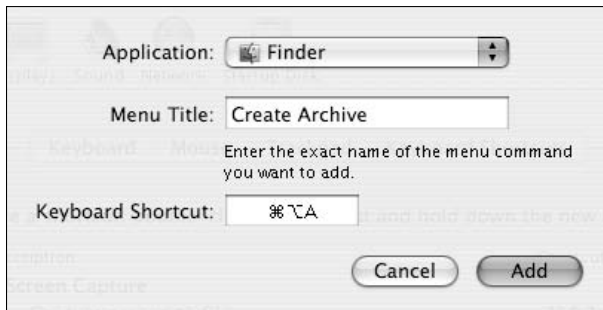 Application: Finder
Menu Title: Create Archive
Enter the exact name of the menu command
you want to add.
Keyboard Shortcut: ⌘⌥A
Cancel Add